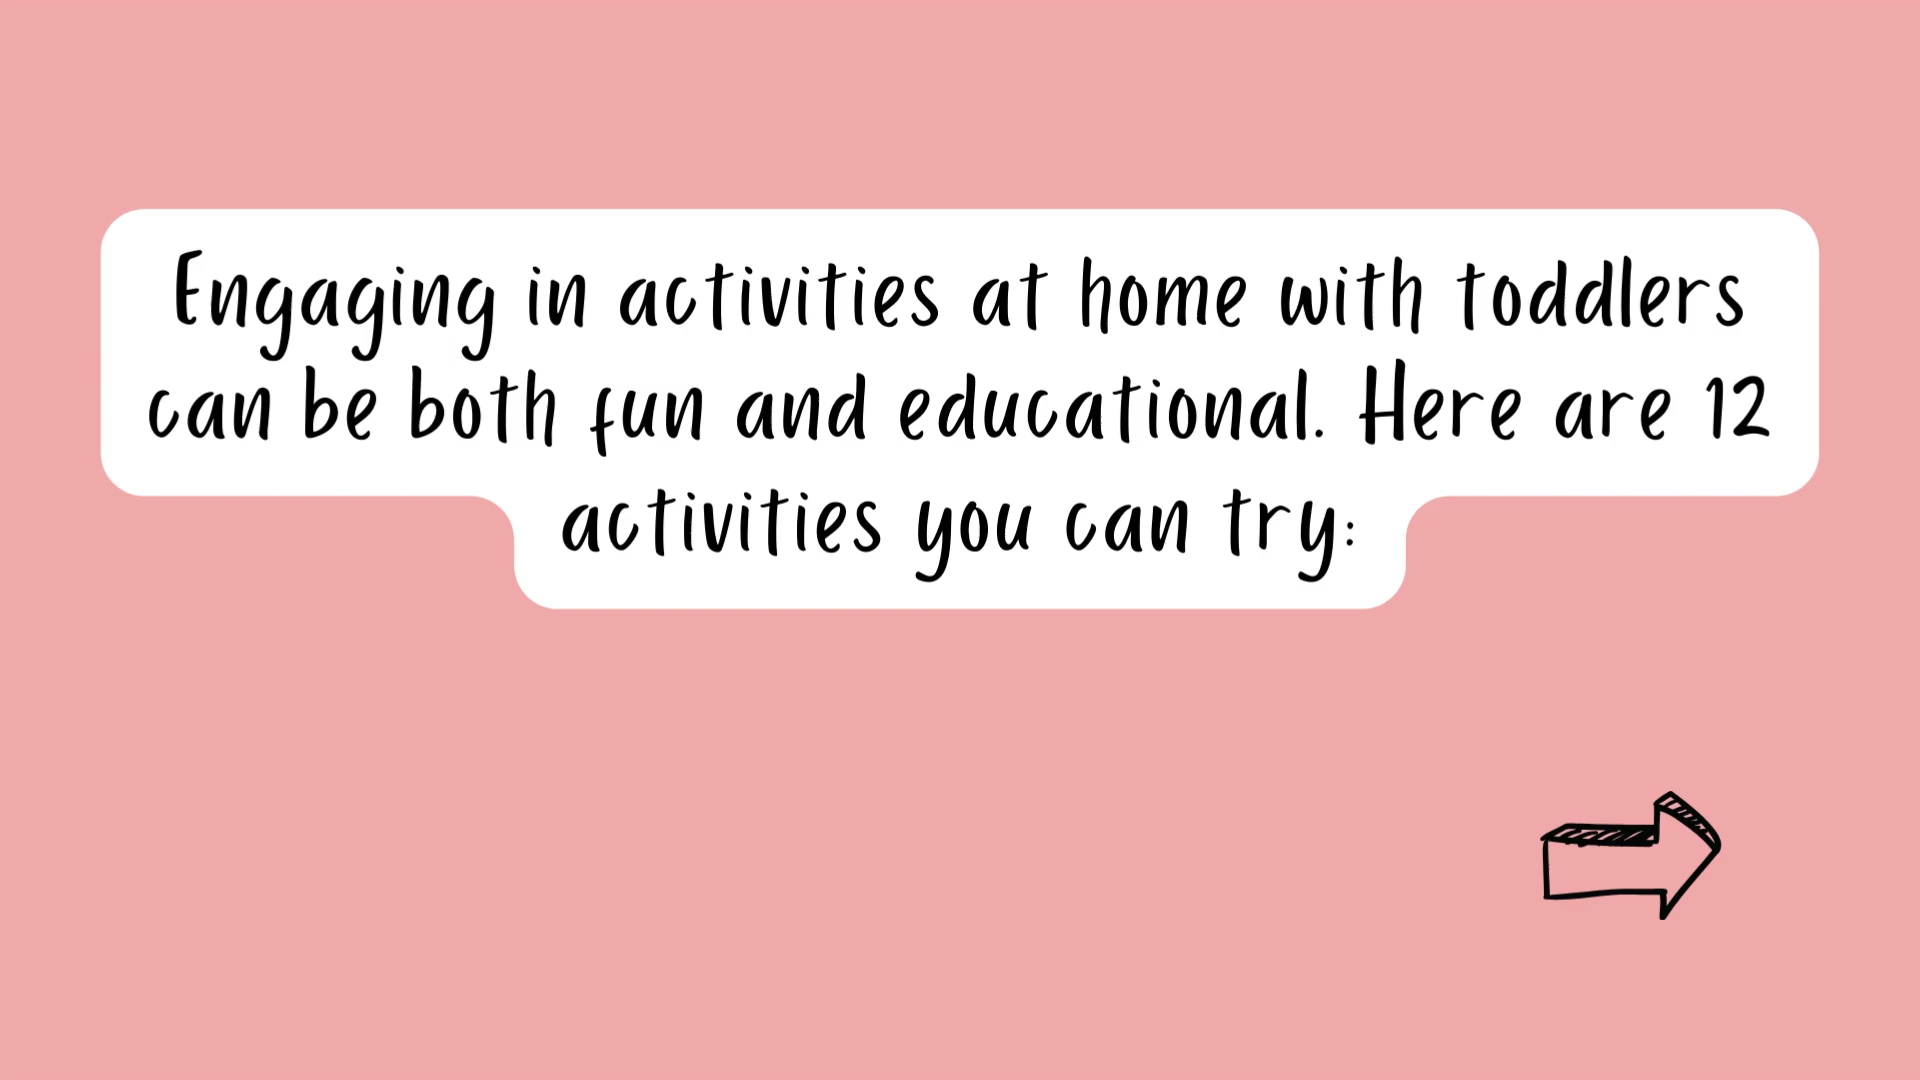 Engaging in activities at home with toddlers
can be both fun and educational. Here are 12
activities you can try: